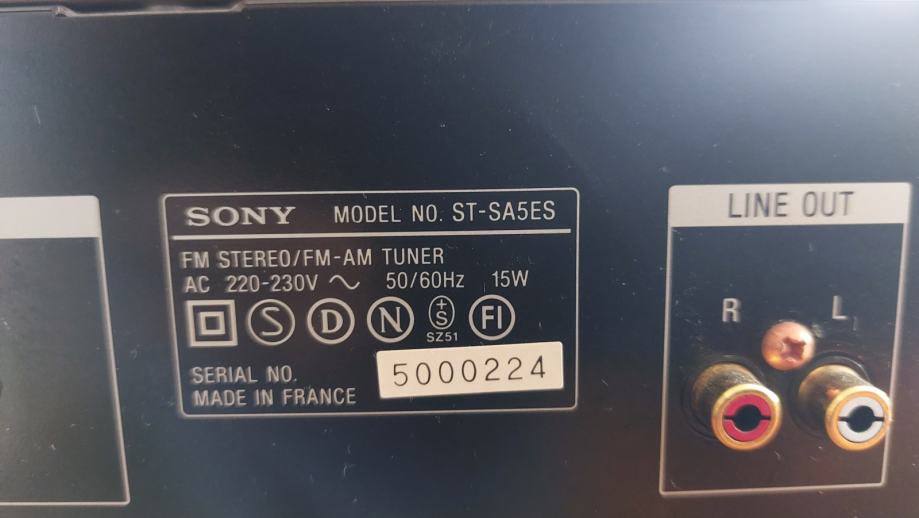 SONY MODEL NO. ST-SA5ES
FM STEREO/FM-AM TUNER
AC 220-230V ~ 50/60Hz 15W
S D N +S FI
SZ51
SERIAL NO. 5000224
MADE IN FRANCE
LINE OUT
R L